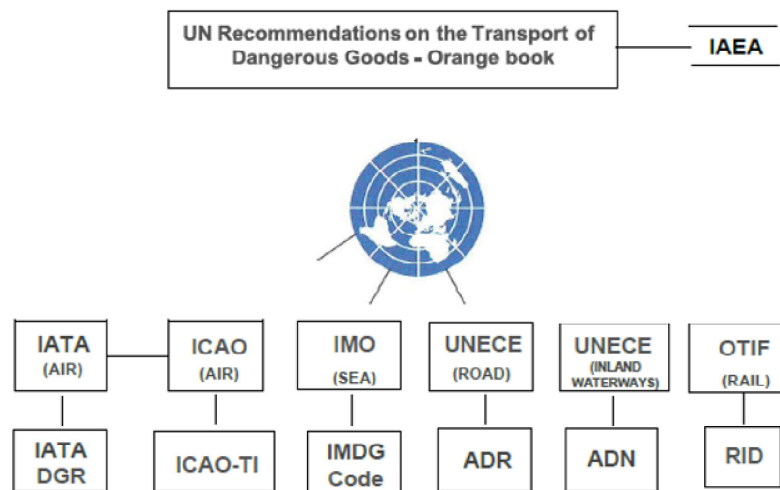 UN Recommendations on the Transport of
Dangerous Goods - Orange book
IAEA
IATA
(AIR)
ICAO
(AIR)
IMO
(SEA)
UNECE
(ROAD)
UNECE
(INLAND
WATERWAYS)
OTIF
(RAIL)
IATA
DGR
ICAO-TI
IMDG
Code
ADR
ADN
RID